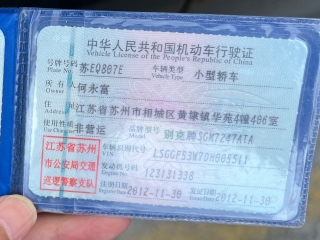 中华人民共和国机动车行驶证
Vehicle License of the People's Republic of China
号牌号码 苏EQ807E 车辆类型 小型轿车
Plate No. Vehicle Type
所有人 何永富
Owner
住 江苏省苏州市相城区黄埭镇华苑4幢486室
使用性质 非营运 品牌型号 别克牌SGM7247ATA
Use Character Model
江苏省苏州
市公安局交通
巡逻警察支队
车辆识别代号
VIN
发动机号码 123131338
Engine No.
注册日期 2012-11-30 发证日期 2012-11-30
Register Date Issue Date